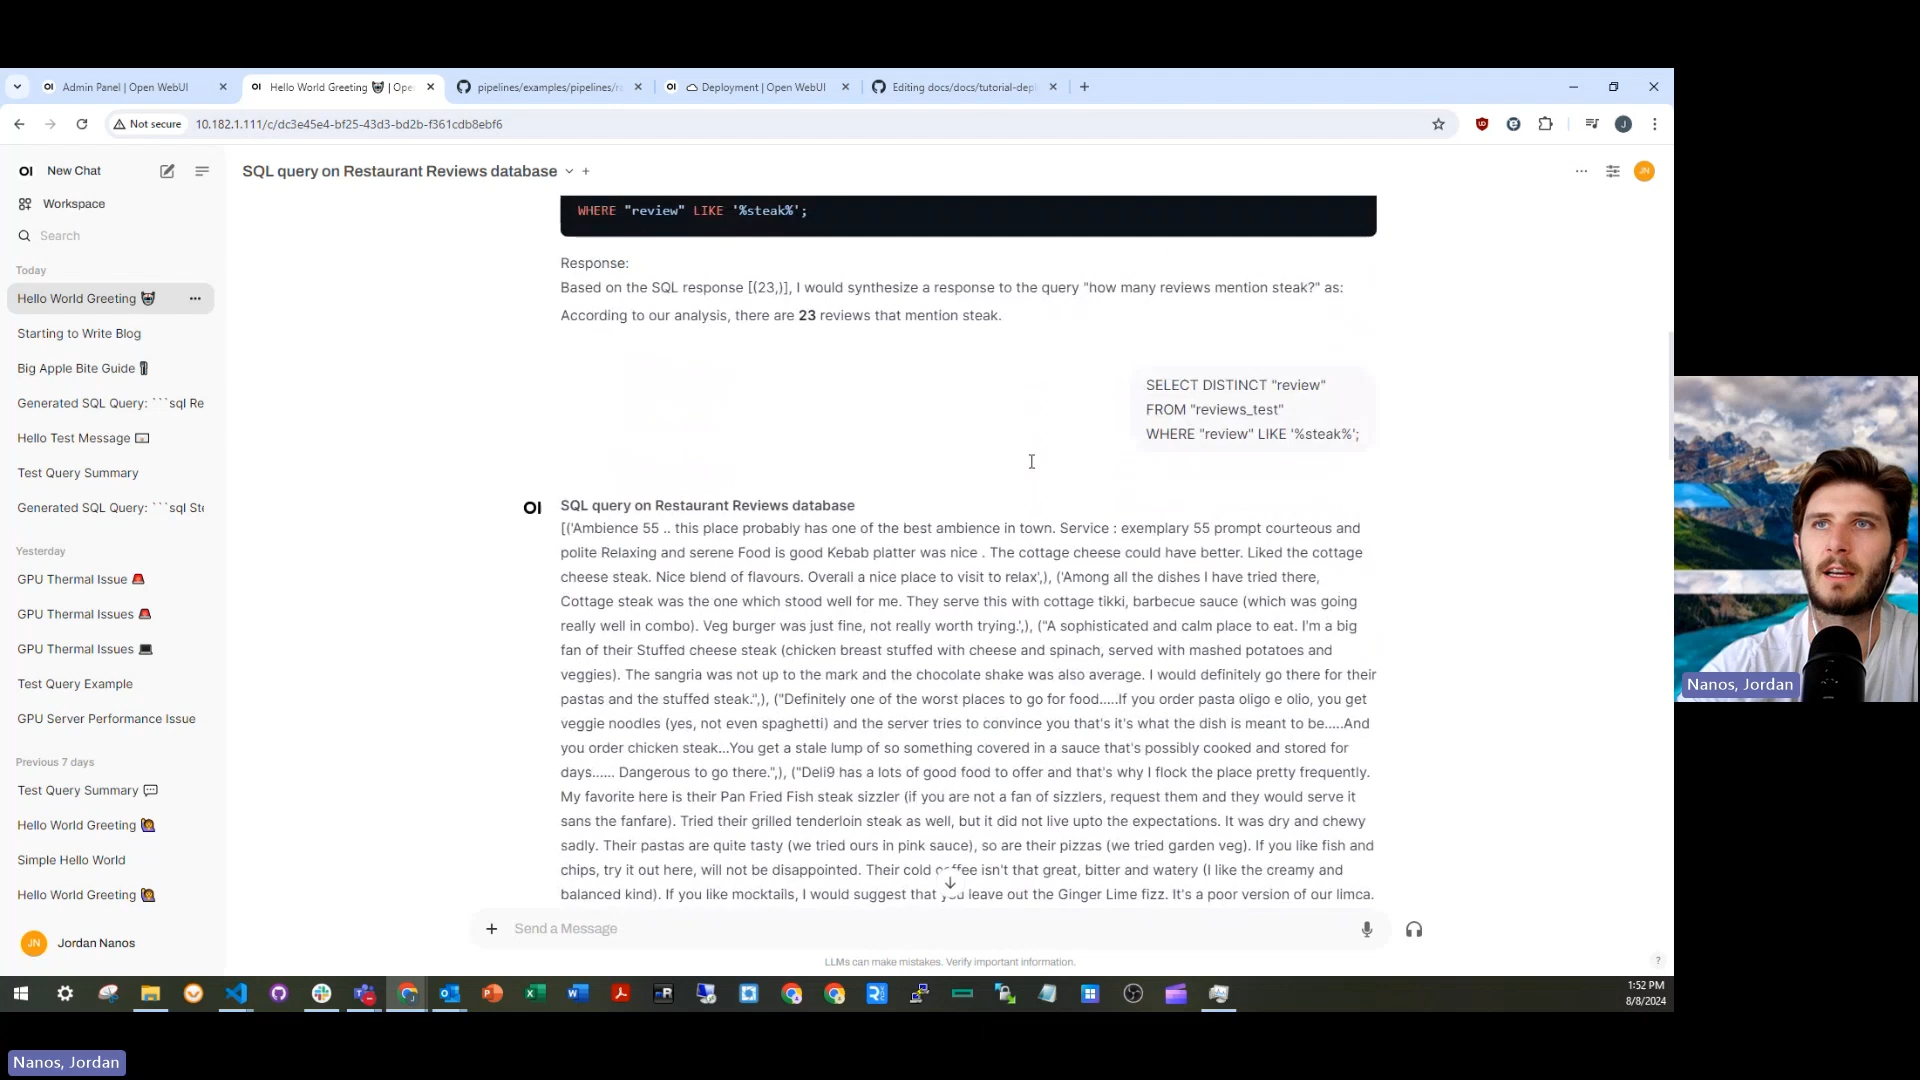 Admin Panel | Open WebUI
Hello World Greeting
| Ope
pipelines/examples/pipelines/r
Deployment | Open WebUI
Editing docs/docs/tutorial-dep
Not secure
10.182.1.111/c/dc3e45e4-bf25-43d3-bd2b-f361cdb8ebf6
OI New Chat
Workspace
Search
Today
Hello World Greeting
Starting to Write Blog
Big Apple Bite Guide
Generated SQL Query: ```sql Re
Hello Test Message
Test Query Summary
Generated SQL Query: ```sql Ste
Yesterday
GPU Thermal Issue
GPU Thermal Issues
GPU Thermal Issues
Test Query Example
GPU Server Performance Issue
Previous 7 days
Test Query Summary
Hello World Greeting
Simple Hello World
Hello World Greeting
JN Jordan Nanos
SQL query on Restaurant Reviews database
JN
WHERE "review" LIKE '%steak%';
Response:
Based on the SQL response [(23,)], I would synthesize a response to the query "how many reviews mention steak?" as:
According to our analysis, there are 23 reviews that mention steak.
SELECT DISTINCT "review"
FROM "reviews_test"
WHERE "review" LIKE '%steak%';
OI SQL query on Restaurant Reviews database
[('Ambience 55 .. this place probably has one of the best ambience in town. Service : exemplary 55 prompt courteous and
polite Relaxing and serene Food is good Kebab platter was nice . The cottage cheese could have better. Liked the cottage
cheese steak. Nice blend of flavours. Overall a nice place to visit to relax',), ('Among all the dishes I have tried there,
Cottage steak was the one which stood well for me. They serve this with cottage tikki, barbecue sauce (which was going
really well in combo). Veg burger was just fine, not really worth trying.',), ("A sophisticated and calm place to eat. I'm a big
fan of their Stuffed cheese steak (chicken breast stuffed with cheese and spinach, served with mashed potatoes and
veggies). The sangria was not up to the mark and the chocolate shake was also average. I would definitely go there for their
pastas and the stuffed steak.",), ("Definitely one of the worst places to go for food.....If you order pasta oligo e olio, you get
veggie noodles (yes, not even spaghetti) and the server tries to convince you that's it's what the dish is meant to be.....And
you order chicken steak...You get a stale lump of so something covered in a sauce that's possibly cooked and stored for
days...... Dangerous to go there.",), ("Deli9 has a lots of good food to offer and that's why I flock the place pretty frequently.
My favorite here is their Pan Fried Fish steak sizzler (if you are not a fan of sizzlers, request them and they would serve it
sans the fanfare). Tried their grilled tenderloin steak as well, but it did not live upto the expectations. It was dry and chewy
sadly. Their pastas are quite tasty (we tried ours in pink sauce), so are their pizzas (we tried garden veg). If you like fish and
chips, try it out here, will not be disappointed. Their cold coffee isn't that great, bitter and watery (I like the creamy and
balanced kind). If you like mocktails, I would suggest that you leave out the Ginger Lime fizz. It's a poor version of our limca.
Send a Message
LLMs can make mistakes. Verify important information.
?
1:52 PM
8/8/2024
Nanos, Jordan
Nanos, Jordan